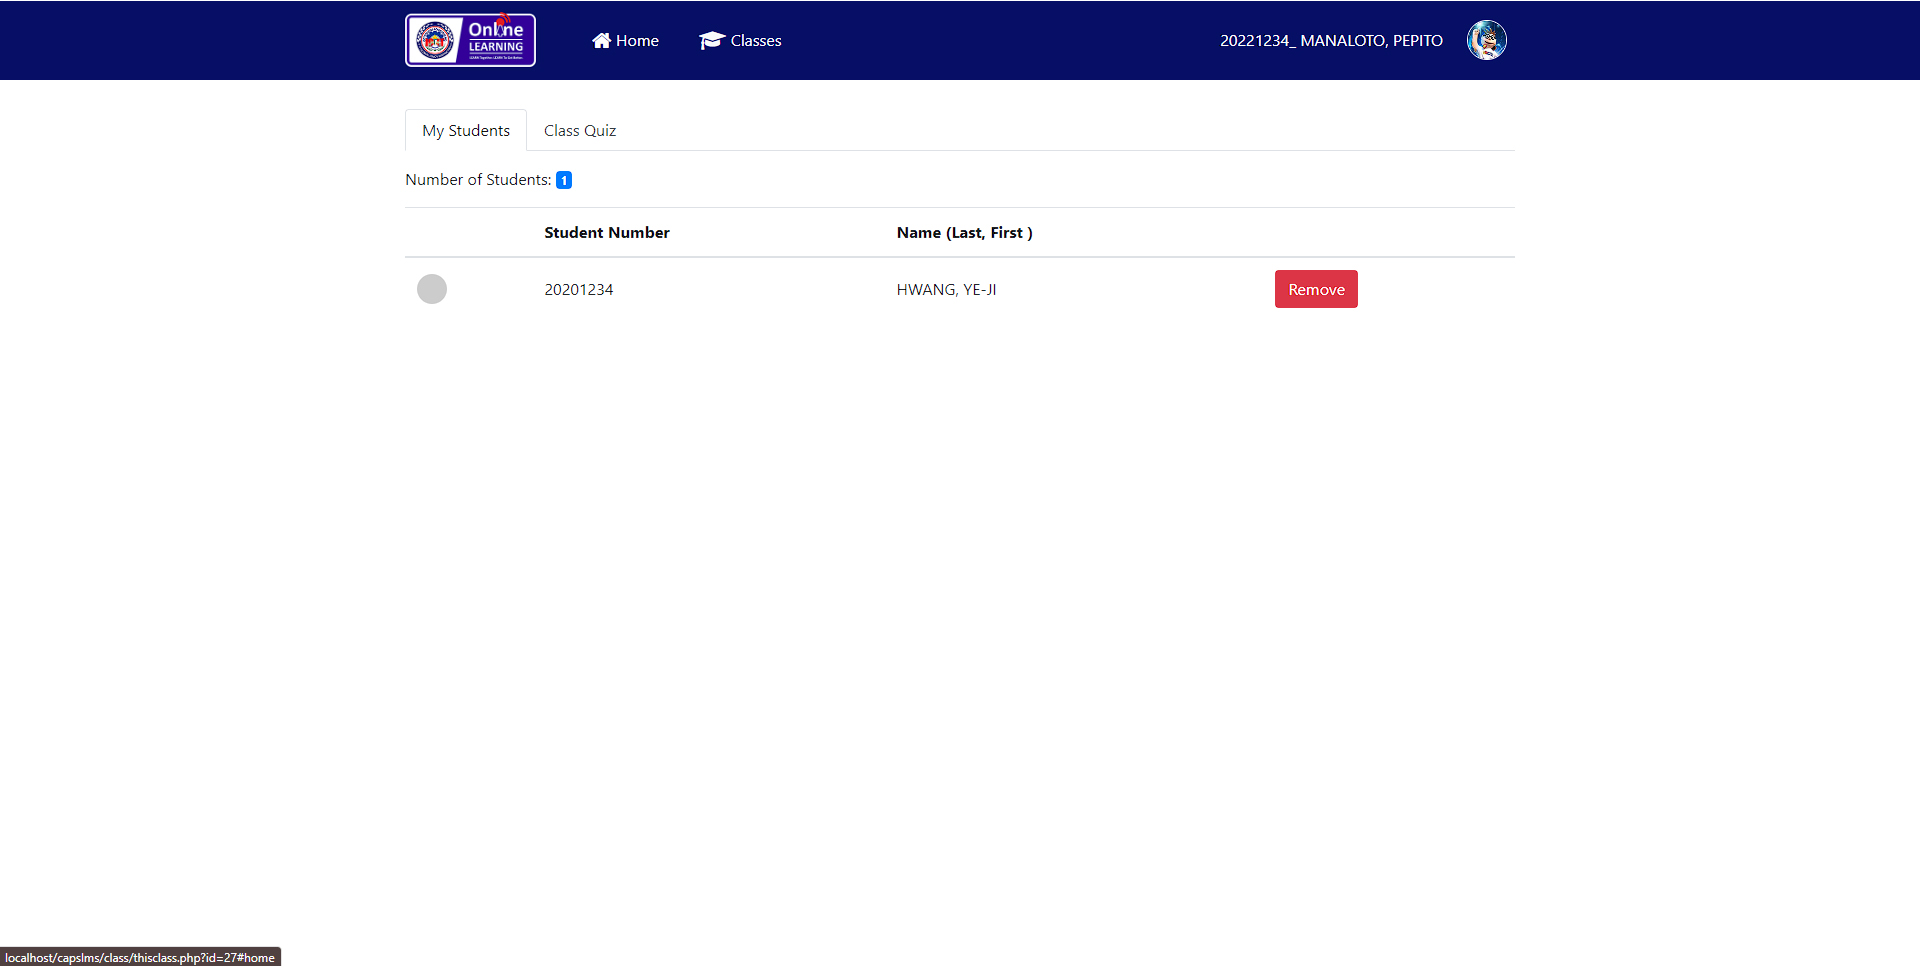 Online
LEARNING
Home
Classes
20221234_ MANALOTO, PEPITO
My Students
Class Quiz
Number of Students: 1
Student Number
Name (Last, First )
20201234
HWANG, YE-JI
Remove
localhost/capslms/class/thisclass.php?id=27#home